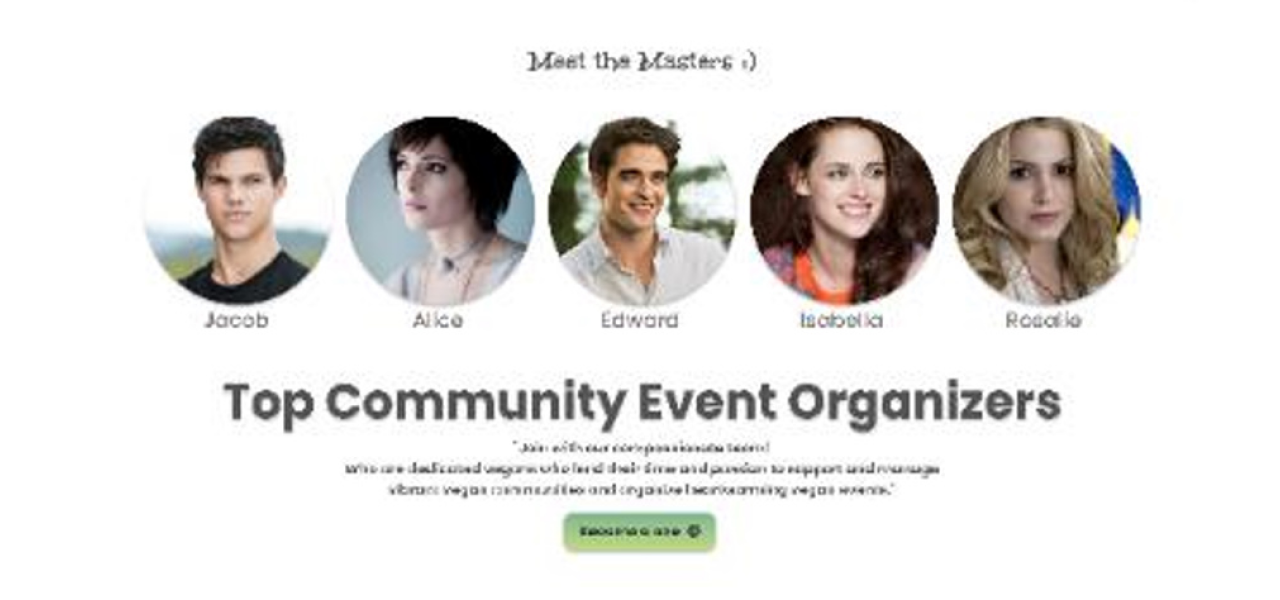 Meet the Masters :)
Jacob
Alice
Edward
Isabella
Rosalie
Top Community Event Organizers
"Join with our compassionate team!
Who are dedicated vegans who lend their time and passion to support and manage
vibrant vegan communities and organize heartwarming vegan events."
Become a one